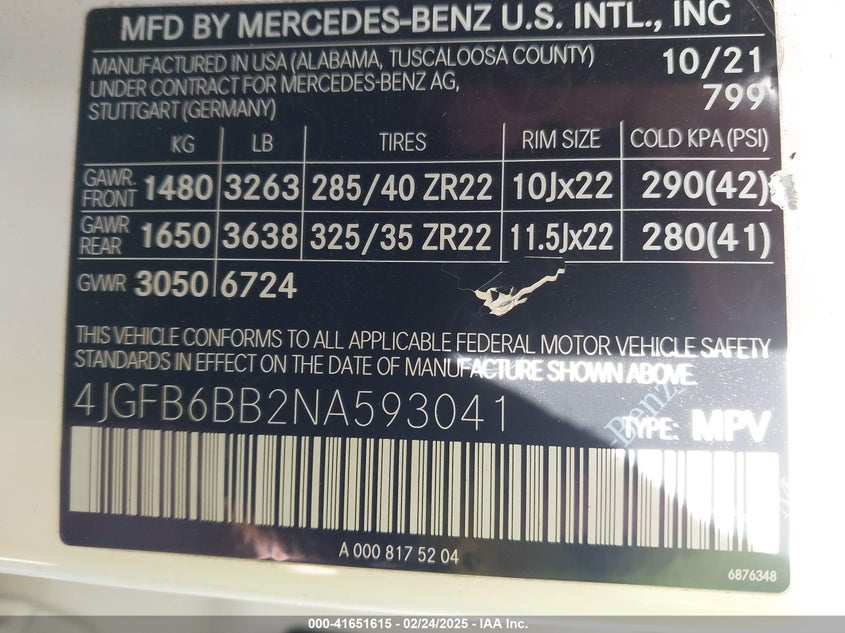 MFD BY MERCEDES-BENZ U.S. INTL., INC
MANUFACTURED IN USA (ALABAMA, TUSCALOOSA COUNTY) 10/21
UNDER CONTRACT FOR MERCEDES-BENZ AG,
STUTTGART (GERMANY) 799
KG LB TIRES RIM SIZE COLD KPA (PSI)
GAWR. FRONT 1480 3263 285/40 ZR22 10Jx22 290(42)
GAWR REAR 1650 3638 325/35 ZR22 11.5Jx22 280(41)
GVWR 3050 6724
THIS VEHICLE CONFORMS TO ALL APPLICABLE FEDERAL MOTOR VEHICLE SAFETY
STANDARDS IN EFFECT ON THE DATE OF MANUFACTURE SHOWN ABOVE.
4JGFB6BB2NA593041 TYPE: MPV
A 000 817 52 04
6876348
000-41651615 - 02/24/2025 - IAA Inc.